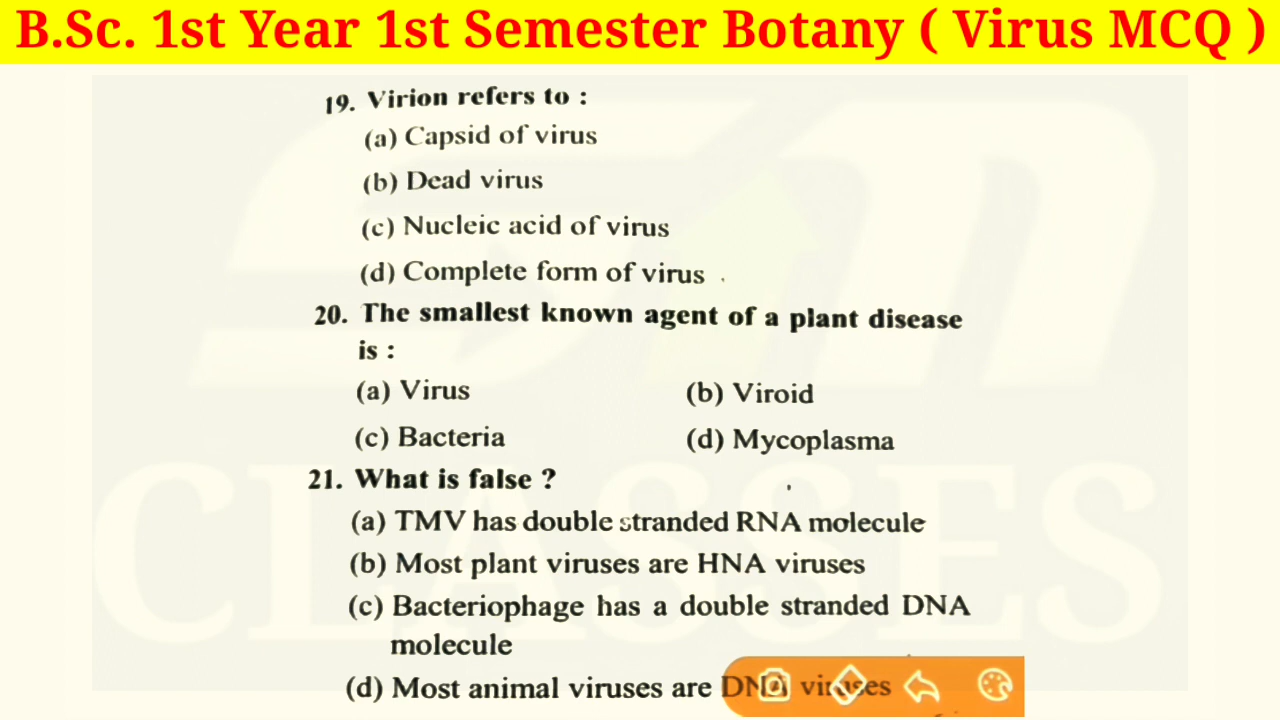 B.Sc. 1st Year 1st Semester Botany ( Virus MCQ )
19. Virion refers to :
(a) Capsid of virus
(b) Dead virus
(c) Nucleic acid of virus
(d) Complete form of virus
20. The smallest known agent of a plant disease
is :
(a) Virus (b) Viroid
(c) Bacteria (d) Mycoplasma
21. What is false ?
(a) TMV has double stranded RNA molecule
(b) Most plant viruses are HNA viruses
(c) Bacteriophage has a double stranded DNA
molecule
(d) Most animal viruses are DNA viruses
CLASSES